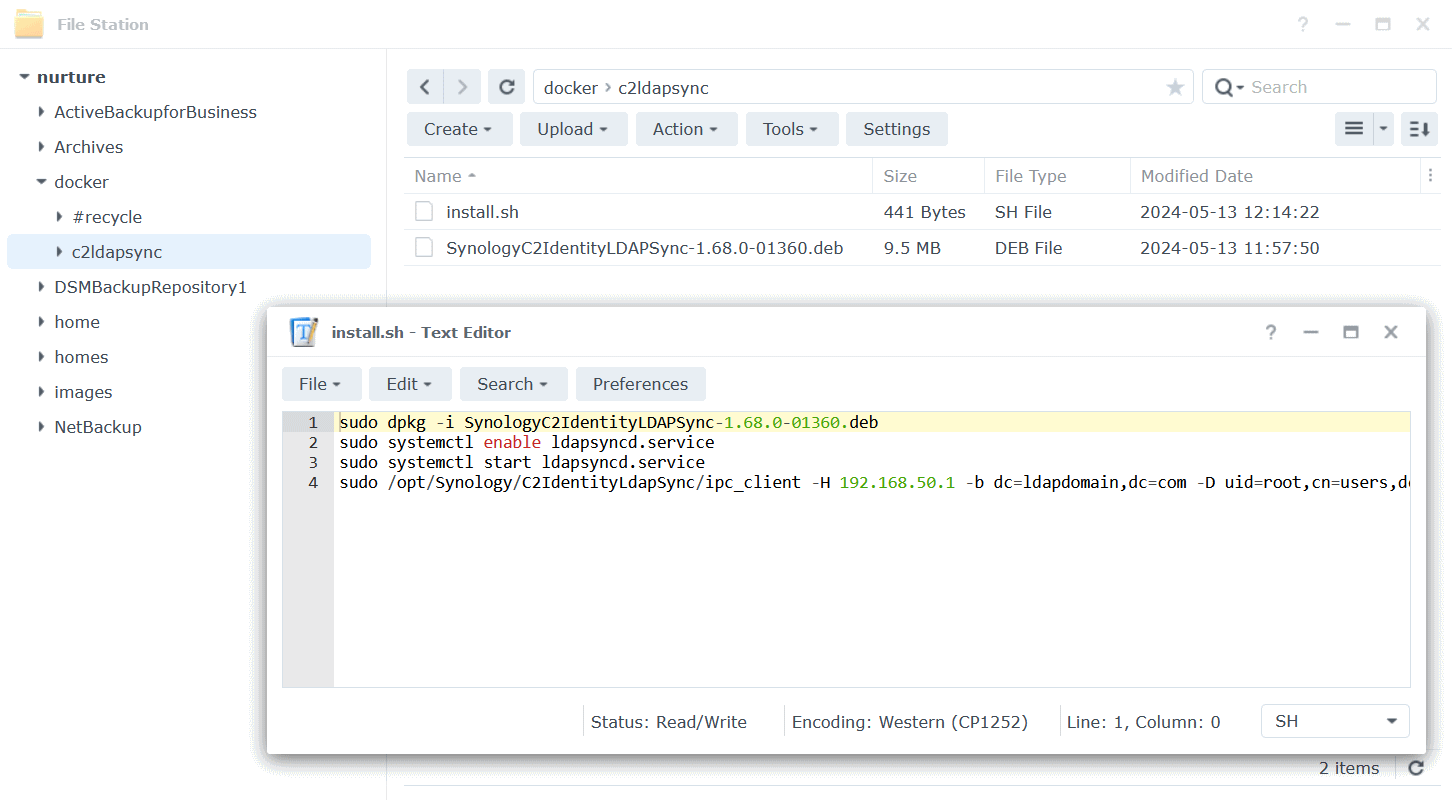 File Station
?
nurture
ActiveBackupforBusiness
Archives
docker
#recycle
c2ldapsync
DSMBackupRepository1
home
homes
images
NetBackup
docker > c2ldapsync
Search
Create Upload Action Tools Settings
Name Size File Type Modified Date
install.sh 441 Bytes SH File 2024-05-13 12:14:22
SynologyC2IdentityLDAPSync-1.68.0-01360.deb 9.5 MB DEB File 2024-05-13 11:57:50
install.sh - Text Editor
?
File Edit Search Preferences
1 sudo dpkg -i SynologyC2IdentityLDAPSync-1.68.0-01360.deb
2 sudo systemctl enable ldapsyncd.service
3 sudo systemctl start ldapsyncd.service
4 sudo /opt/Synology/C2IdentityLdapSync/ipc_client -H 192.168.50.1 -b dc=ldapdomain,dc=com -D uid=root,cn=users,
Status: Read/Write Encoding: Western (CP1252) Line: 1, Column: 0 SH
2 items